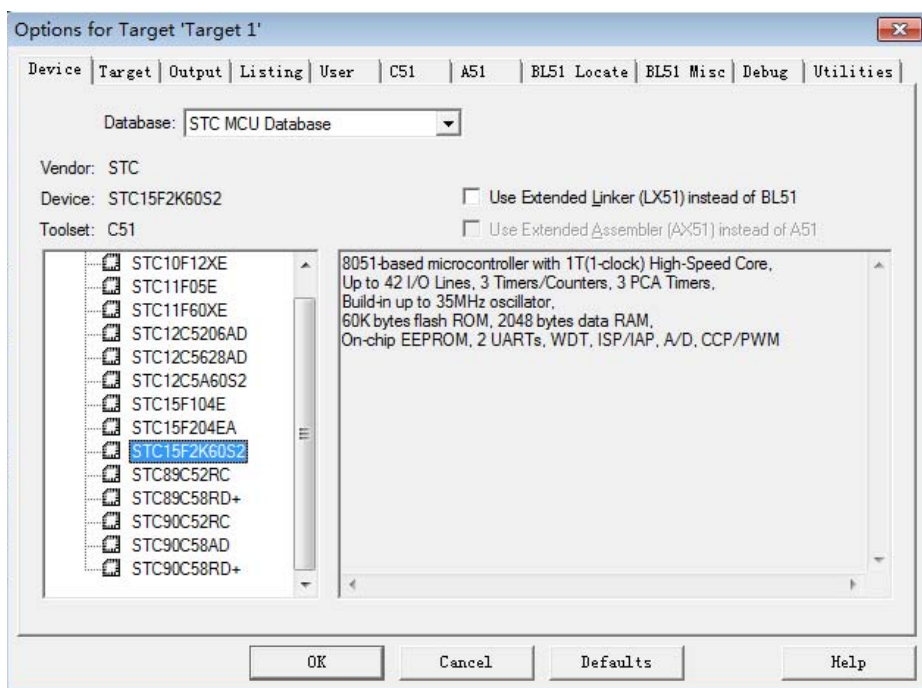 Options for Target 'Target 1'
Device Target Output Listing User C51 A51 BL51 Locate BL51 Misc Debug Utilities
Database: STC MCU Database
Vendor: STC
Device: STC15F2K60S2
Use Extended Linker (LX51) instead of BL51
Toolset: C51
Use Extended Assembler (AX51) instead of A51
STC10F12XE
STC11F05E
STC11F60XE
STC12C5206AD
STC12C5628AD
STC12C5A60S2
STC15F104E
STC15F204EA
STC15F2K60S2
STC89C52RC
STC89C58RD+
STC90C52RC
STC90C58AD
STC90C58RD+
8051-based microcontroller with 1T(1-clock) High-Speed Core,
Up to 42 I/O Lines, 3 Timers/Counters, 3 PCA Timers,
Build-in up to 35MHz oscillator,
60K bytes flash ROM, 2048 bytes data RAM,
On-chip EEPROM, 2 UARTs, WDT, ISP/IAP, A/D, CCP/PWM
OK Cancel Defaults Help